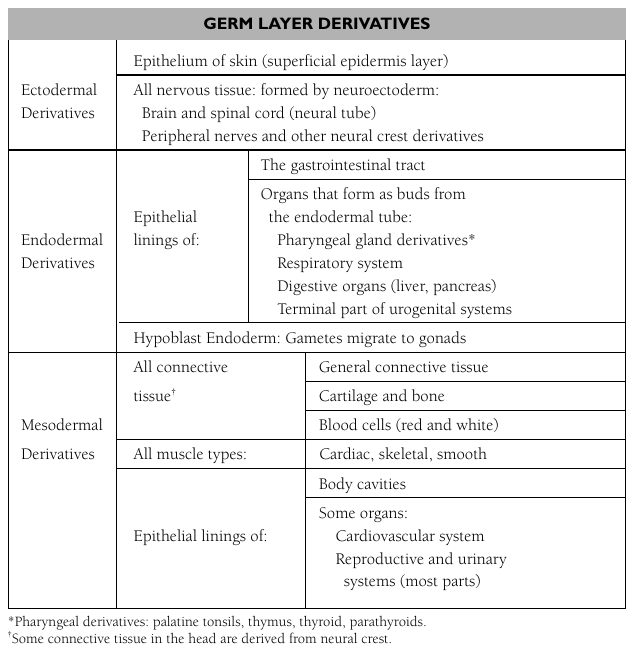 GERM LAYER DERIVATIVES
Ectodermal
Derivatives
Epithelium of skin (superficial epidermis layer)
All nervous tissue: formed by neuroectoderm:
Brain and spinal cord (neural tube)
Peripheral nerves and other neural crest derivatives
Endodermal
Derivatives
Epithelial
linings of:
The gastrointestinal tract
Organs that form as buds from
the endodermal tube:
Pharyngeal gland derivatives*
Respiratory system
Digestive organs (liver, pancreas)
Terminal part of urogenital systems
Hypoblast Endoderm: Gametes migrate to gonads
Mesodermal
Derivatives
All connective
tissue†
General connective tissue
Cartilage and bone
Blood cells (red and white)
All muscle types:
Cardiac, skeletal, smooth
Epithelial linings of:
Body cavities
Some organs:
Cardiovascular system
Reproductive and urinary
systems (most parts)
*Pharyngeal derivatives: palatine tonsils, thymus, thyroid, parathyroids.
†Some connective tissue in the head are derived from neural crest.